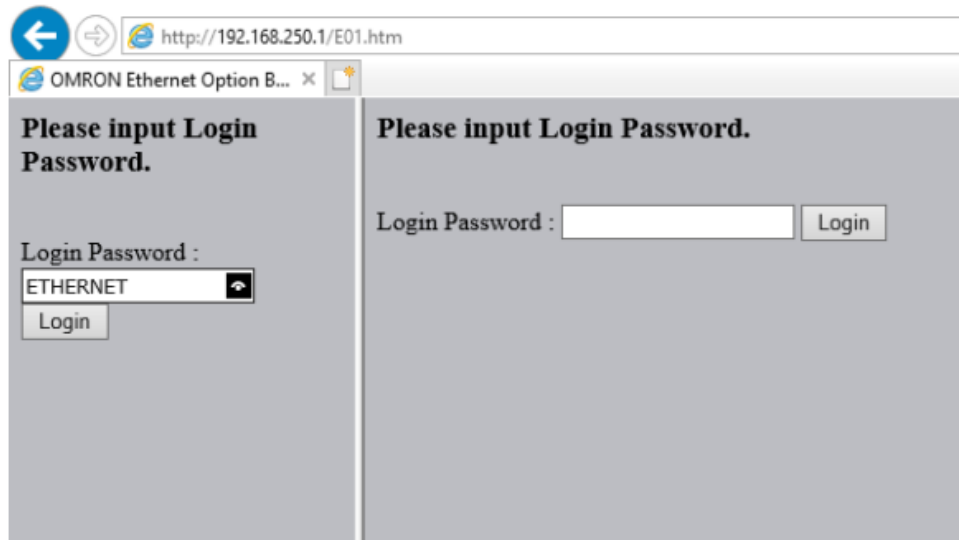 http://192.168.250.1/E01.htm
OMRON Ethernet Option B...
Please input Login
Password.
Login Password :
ETHERNET
Login
Please input Login Password.
Login Password :
Login